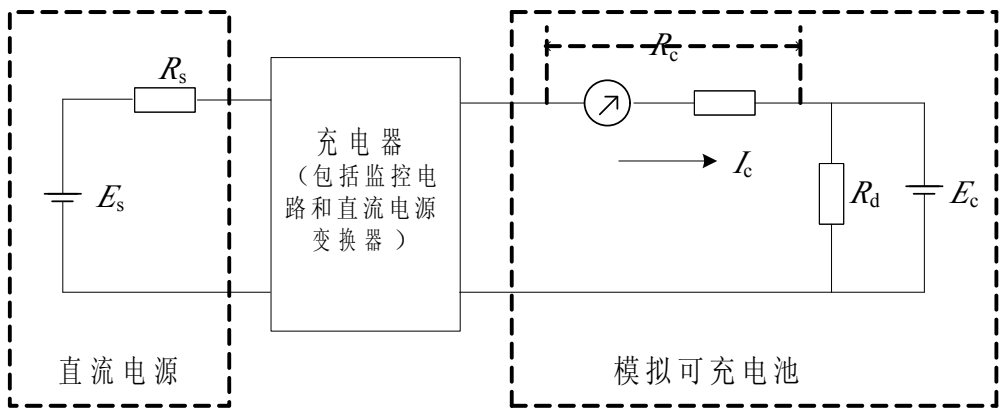 Rs
Es
直流电源
充电器
（包括监控电
路和直流电源
变换器）
Rc
Ic
Rd
Ec
模拟可充电池